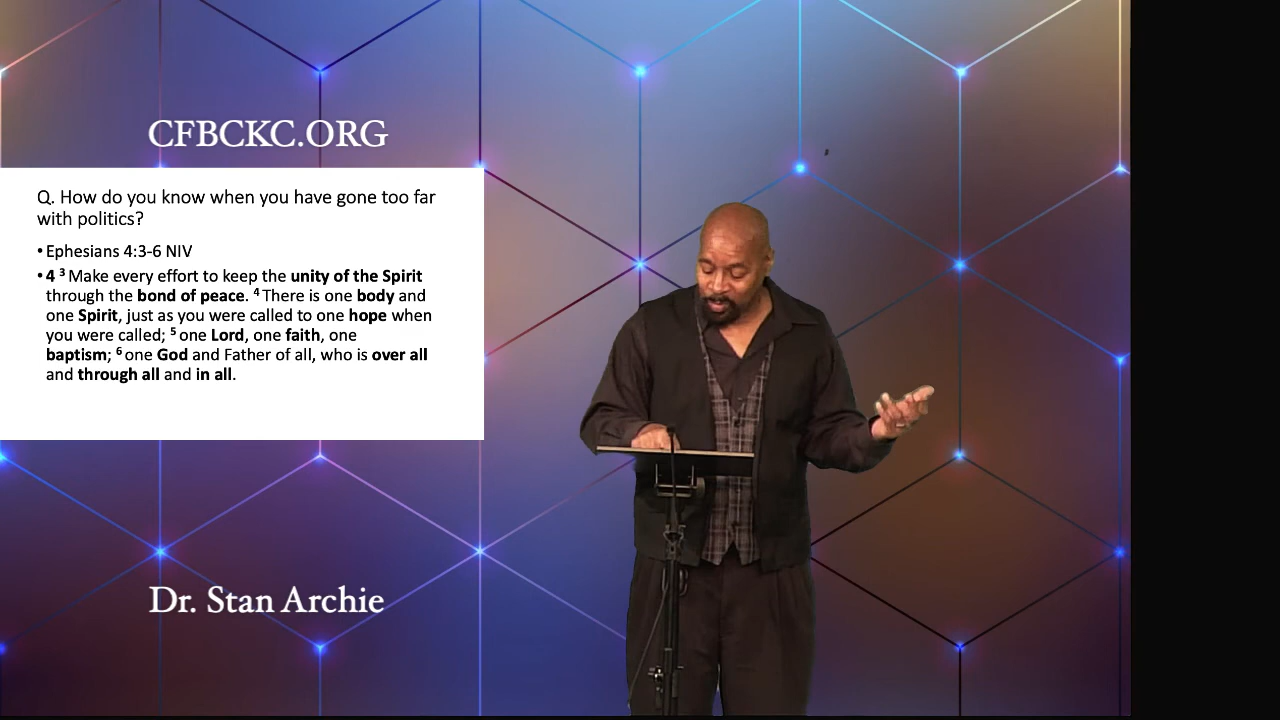 CFBCKC.ORG
Q. How do you know when you have gone too far
with politics?
•Ephesians 4:3-6 NIV
•4 ³ Make every effort to keep the unity of the Spirit
through the bond of peace. ⁴ There is one body and
one Spirit, just as you were called to one hope when
you were called; ⁵ one Lord, one faith, one
baptism; ⁶ one God and Father of all, who is over all
and through all and in all.
Dr. Stan Archie